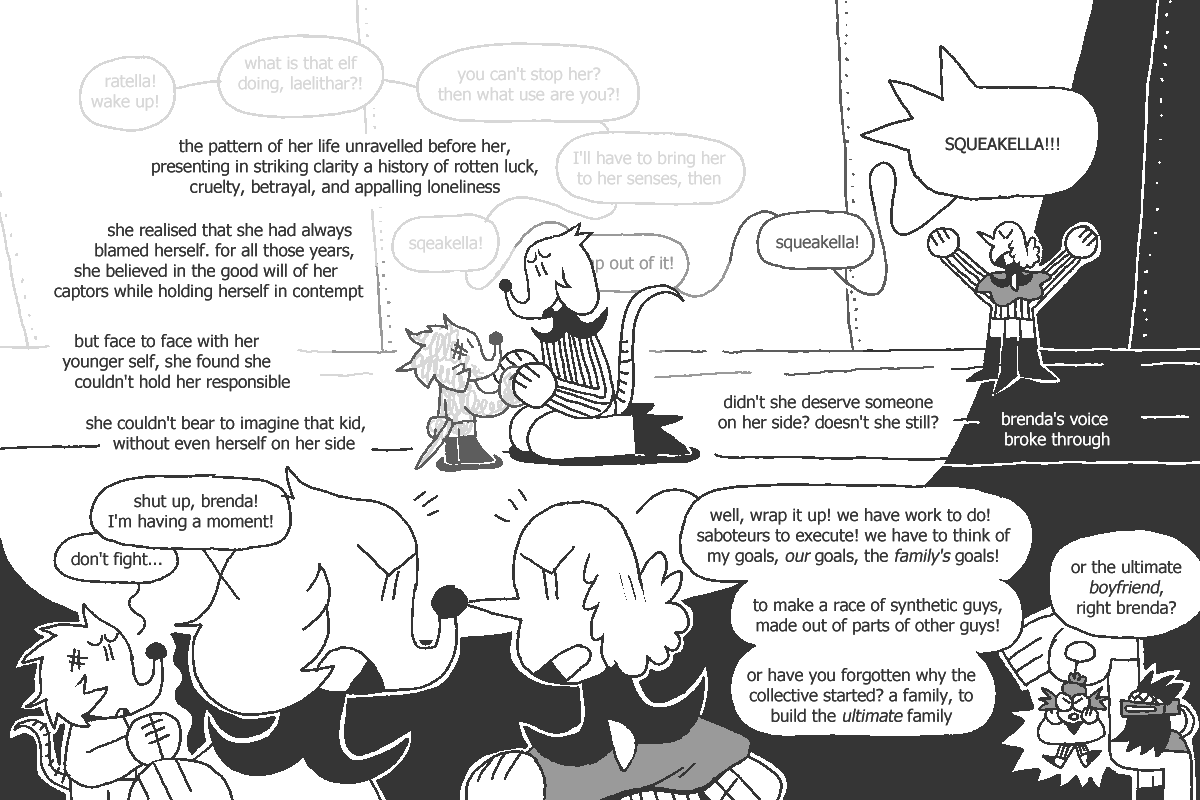 ratella!
wake up!
what is that elf
doing, laelithar?!
you can't stop her?
then what use are you?!
I'll have to bring her
to her senses, then
the pattern of her life unravelled before her,
presenting in striking clarity a history of rotten luck,
cruelty, betrayal, and appalling loneliness
sqeakella!
p out of it!
squeakella!
SQUEAKELLA!!!
she realised that she had always
blamed herself. for all those years,
she believed in the good will of her
captors while holding herself in contempt
but face to face with her
younger self, she found she
couldn't hold her responsible
she couldn't bear to imagine that kid,
without even herself on her side
didn't she deserve someone
on her side? doesn't she still?
brenda's voice
broke through
shut up, brenda!
I'm having a moment!
don't fight...
well, wrap it up! we have work to do!
saboteurs to execute! we have to think of
my goals, our goals, the family's goals!
to make a race of synthetic guys,
made out of parts of other guys!
or have you forgotten why the
collective started? a family, to
build the ultimate family
or the ultimate
boyfriend,
right brenda?